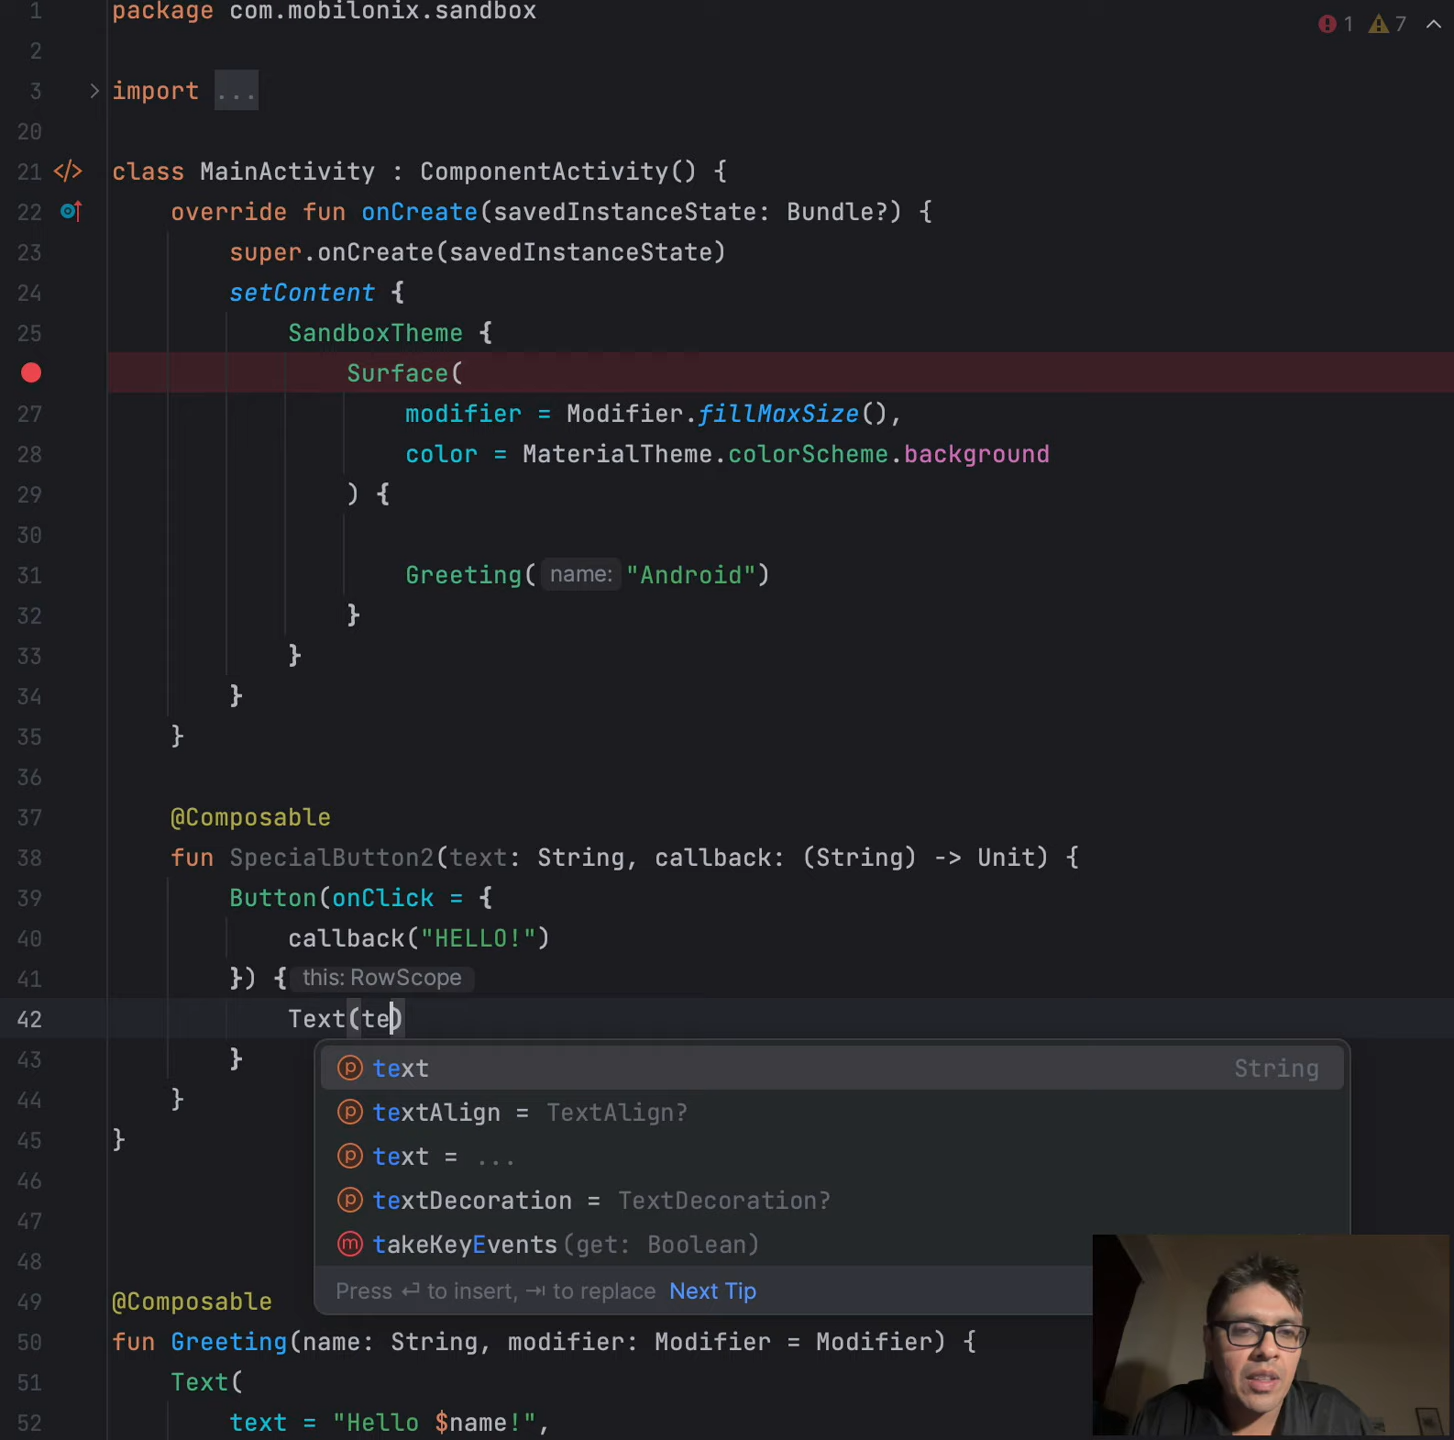 1 package com.mobilonix.sandbox 1 7
2
3 import ...
20
21 class MainActivity : ComponentActivity() {
22 override fun onCreate(savedInstanceState: Bundle?) {
23 super.onCreate(savedInstanceState)
24 setContent {
25 SandboxTheme {
Surface(
27 modifier = Modifier.fillMaxSize(),
28 color = MaterialTheme.colorScheme.background
29 ) {
30
31 Greeting( name: "Android")
32 }
33 }
34 }
35 }
36
37 @Composable
38 fun SpecialButton2(text: String, callback: (String) -> Unit) {
39 Button(onClick = {
40 callback("HELLO!")
41 }) { this: RowScope
42 Text(te)
43 }
text String
44 }
textAlign = TextAlign?
45 }
text = ...
46
textDecoration = TextDecoration?
47
takeKeyEvents(get: Boolean)
48
Press ⏎ to insert, ⇥ to replace Next Tip
49 @Composable
50 fun Greeting(name: String, modifier: Modifier = Modifier) {
51 Text(
52 text = "Hello $name!",